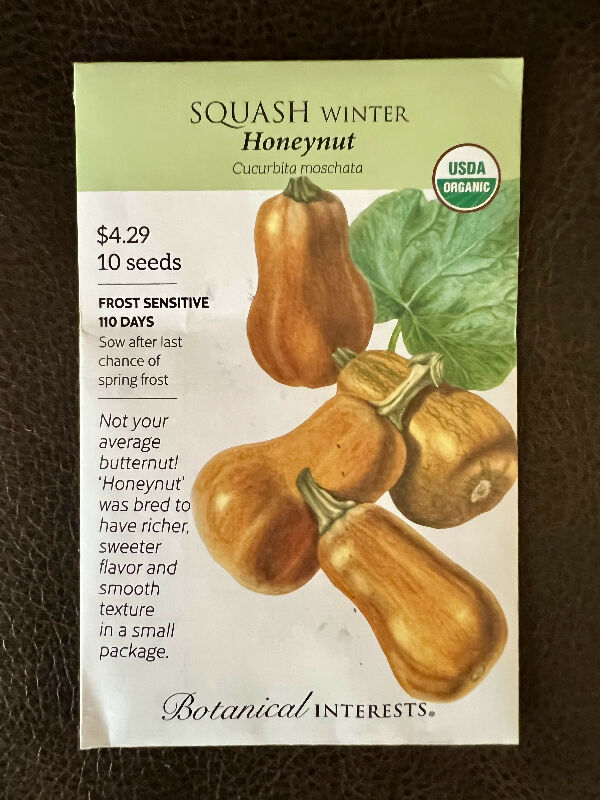 SQUASH WINTER
Honeynut
Cucurbita moschata
USDA
ORGANIC
$4.29
10 seeds
FROST SENSITIVE
110 DAYS
Sow after last
chance of
spring frost
Not your
average
butternut!
‘Honeynut’
was bred to
have richer,
sweeter
flavor and
smooth
texture
in a small
package.
Botanical INTERESTS®